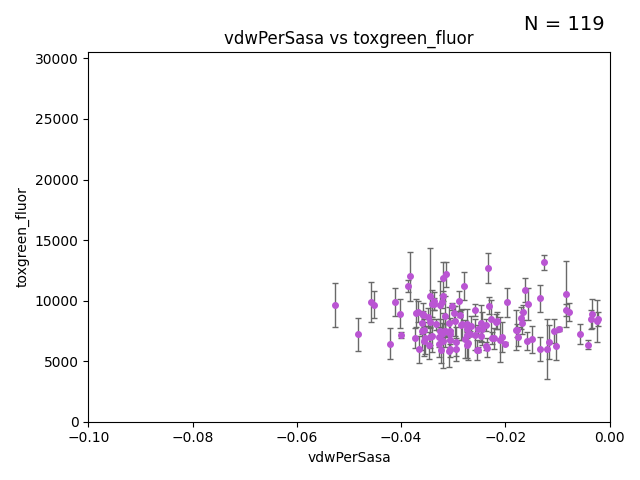 N = 119
vdwPerSasa vs toxgreen_fluor
30000
25000
20000
15000
10000
5000
0
toxgreen_fluor
−0.10 −0.08 −0.06 −0.04 −0.02 0.00
vdwPerSasa